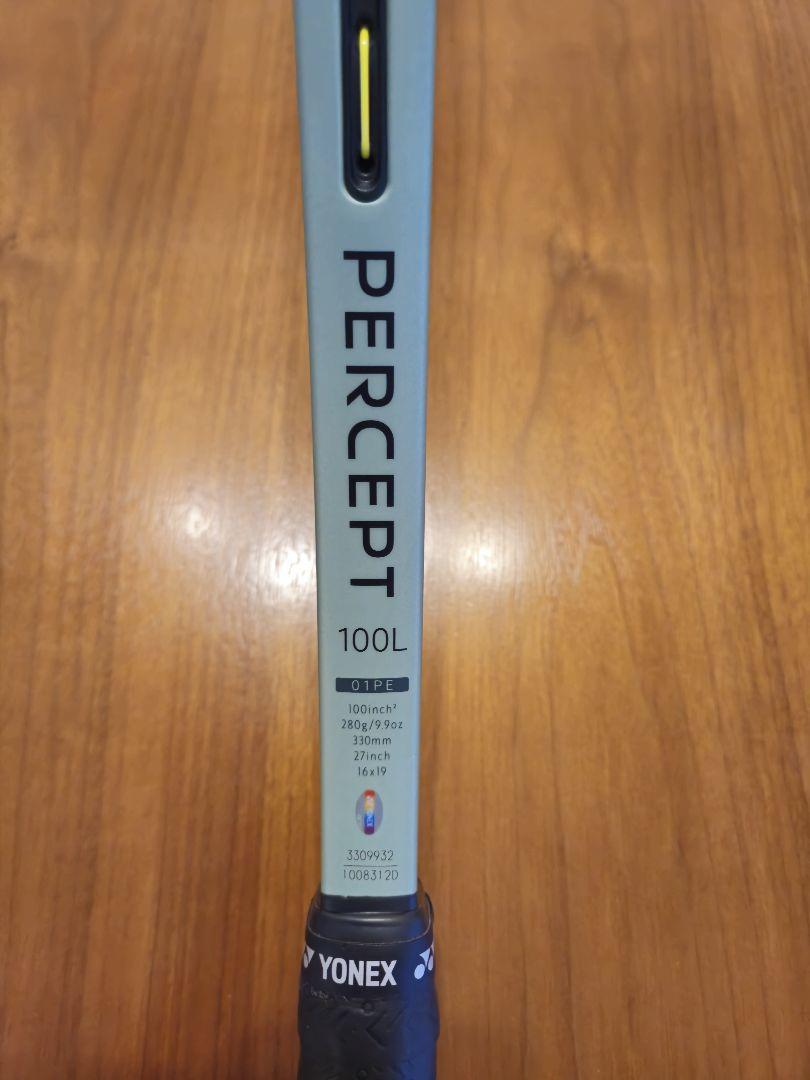 PERCEPT
100L
01PE
100inch²
280g/9.9oz
330mm
27inch
16x19
3309932
1008312D
YONEX